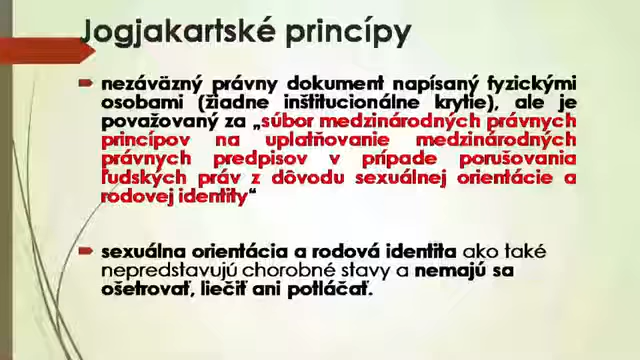 Jogjakartské princípy
nezáväzný právny dokument napísaný fyzickými
osobami (žiadne inštitucionálne krytie), ale je
považovaný za „súbor medzinárodných právnych
princípov na uplatňovanie medzinárodných
právnych predpisov v prípade porušovania
ľudských práv z dôvodu sexuálnej orientácie a
rodovej identity“
sexuálna orientácia a rodová identita ako také
nepredstavujú chorobné stavy a nemajú sa
ošetrovať, liečiť ani potláčať.